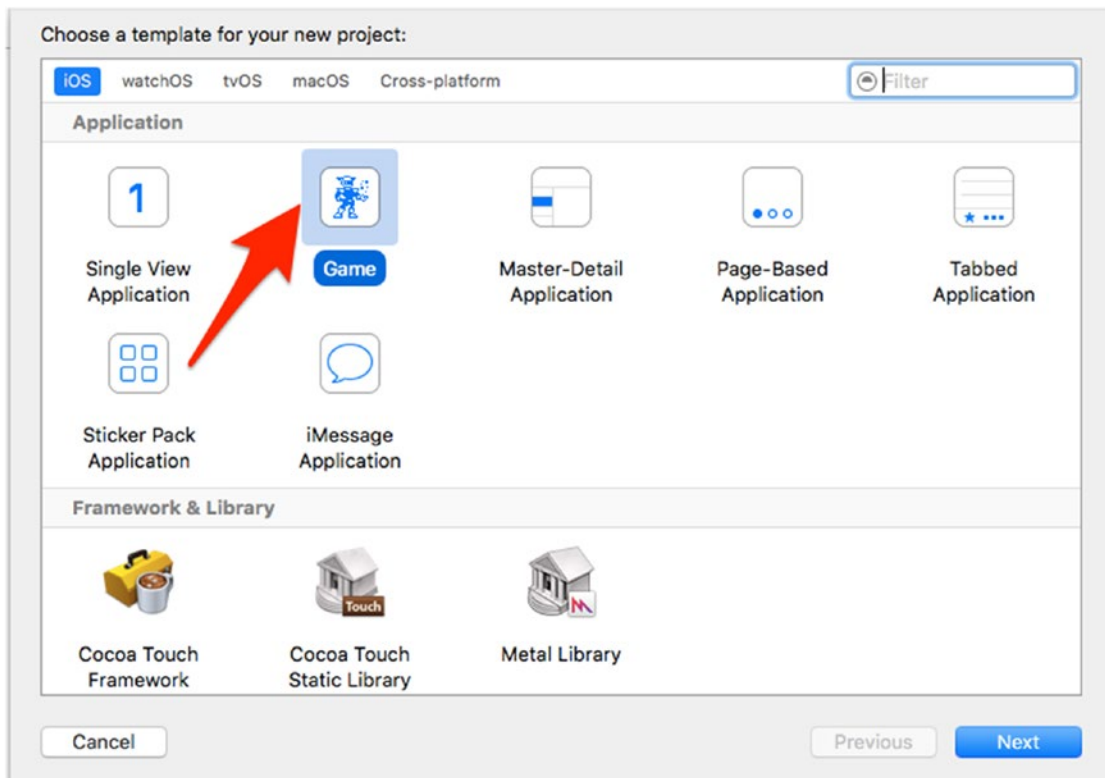 Choose a template for your new project:
iOS watchOS tvOS macOS Cross-platform Filter
Application
1
Single View Application
Game
Master-Detail Application
Page-Based Application
Tabbed Application
Sticker Pack Application
iMessage Application
Framework & Library
Touch
Cocoa Touch Framework
Cocoa Touch Static Library
Metal Library
Cancel Previous Next